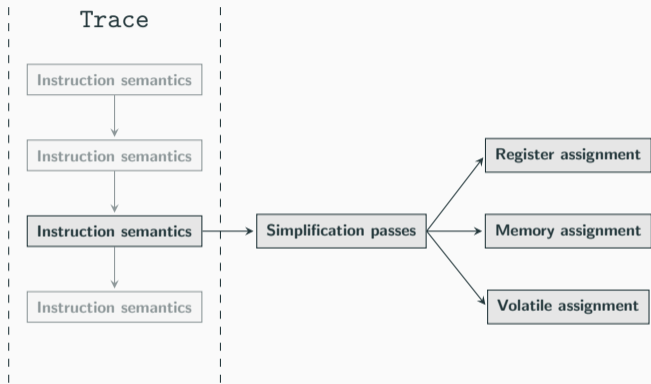 Trace
Instruction semantics
Instruction semantics
Instruction semantics
Instruction semantics
Simplification passes
Register assignment
Memory assignment
Volatile assignment